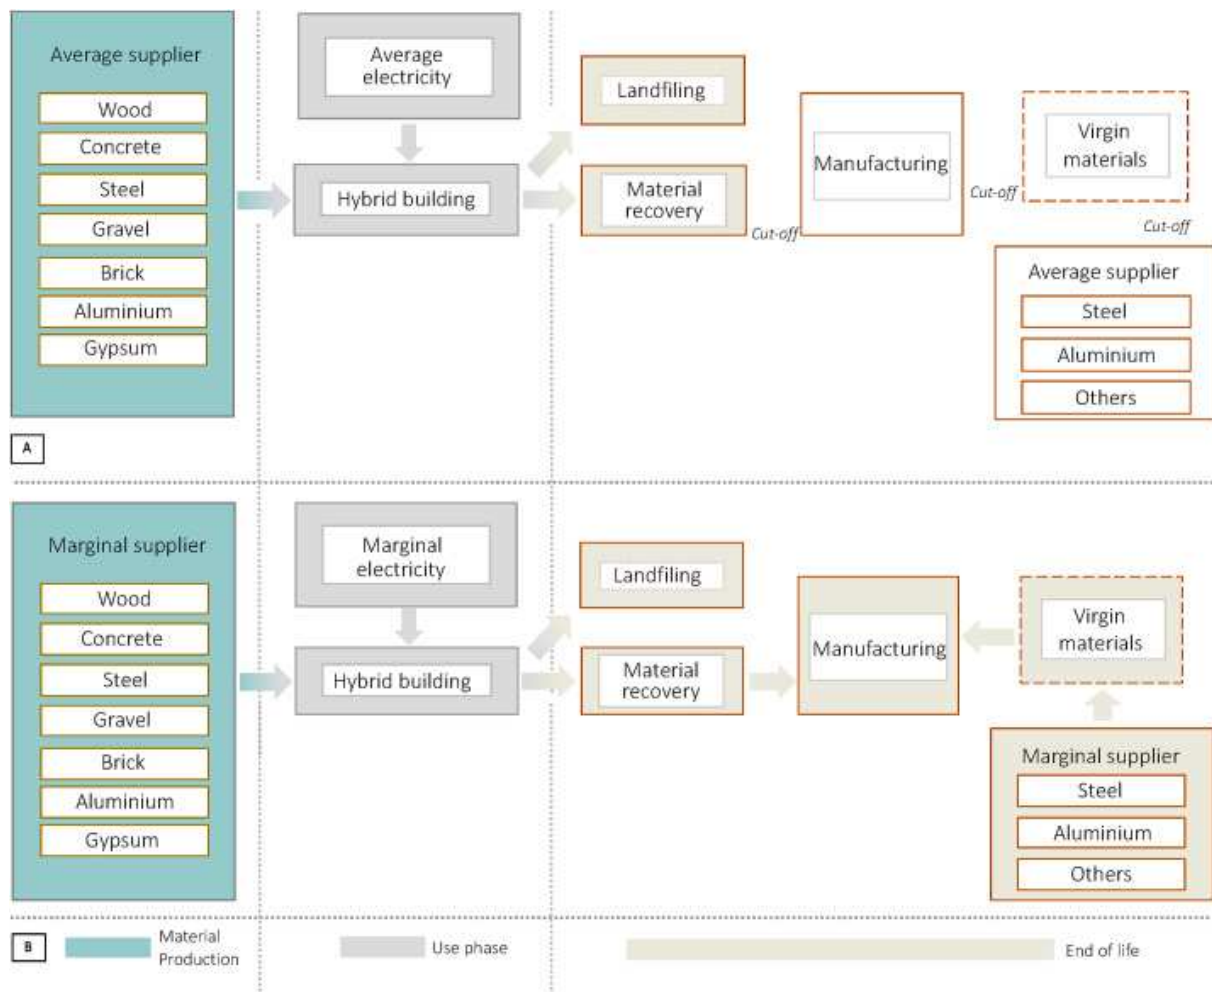 Average supplier
Wood
Concrete
Steel
Gravel
Brick
Aluminium
Gypsum
Average
electricity
Hybrid building
Landfiling
Material
recovery
Cut-off
Manufacturing
Cut-off
Virgin
materials
Cut-off
Average supplier
Steel
Aluminium
Others
A
Marginal supplier
Wood
Concrete
Steel
Gravel
Brick
Aluminium
Gypsum
Marginal
electricity
Hybrid building
Landfiling
Material
recovery
Manufacturing
Virgin
materials
Marginal supplier
Steel
Aluminium
Others
B
Material
Production
Use phase
End of life